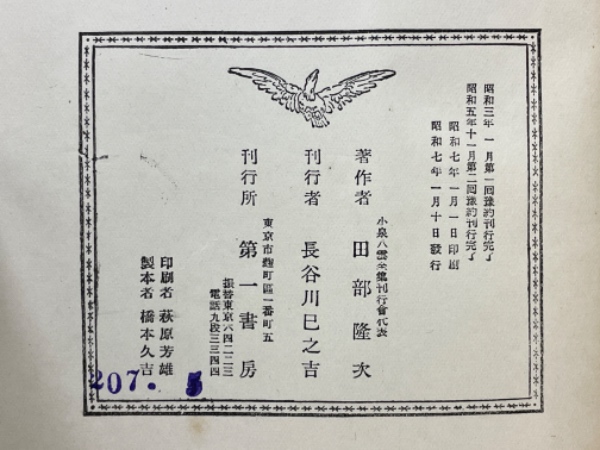 昭和三年一月第一回豫約刊行完了
昭和五年十一月第二回豫約刊行完了
昭和七年一月一日印刷
昭和七年一月十日發行
小泉八雲全集刊行會代表
著作者 田部隆次
刊行者 長谷川巳之吉
東京市麹町區一番町五
刊行所 第一書房
振替東京六四二二三
電話九段三三四四
印刷者 萩原芳雄
製本者 橋本久吉
207. 5